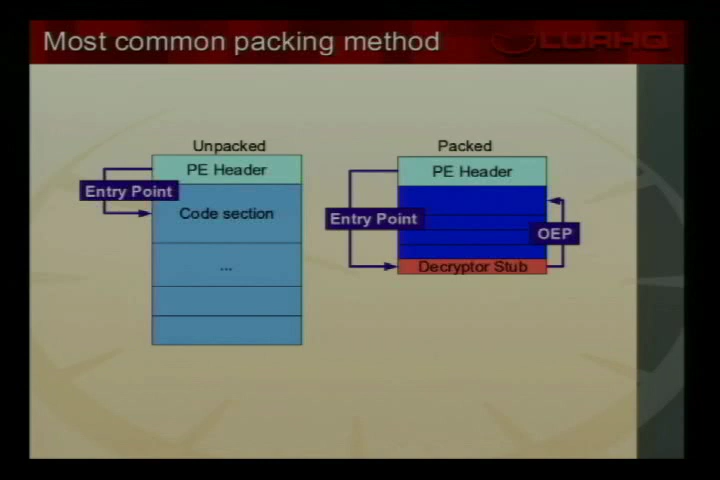 Most common packing method
LURHQ
Unpacked
Packed
PE Header
PE Header
Entry Point
Code section
Entry Point
OEP
...
Decryptor Stub